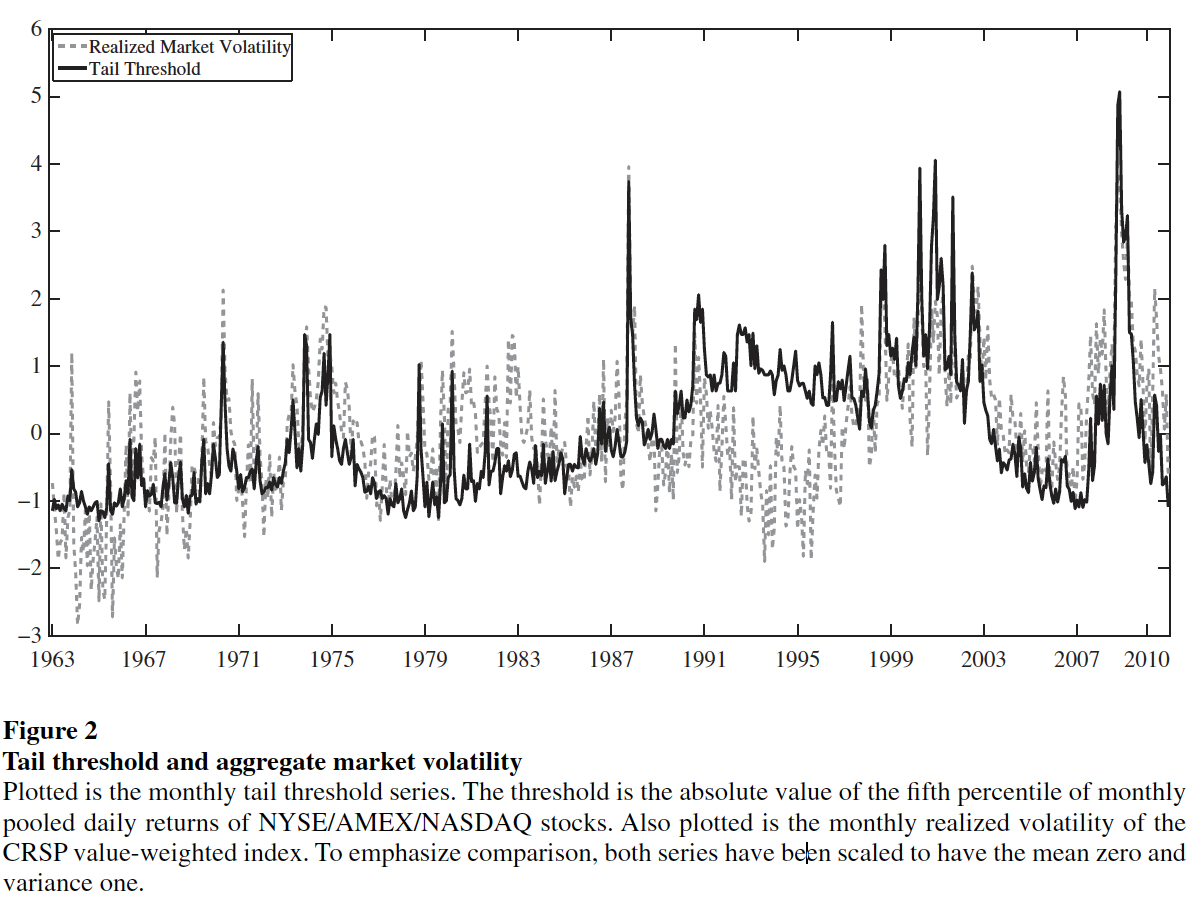 6
Realized Market Volatility
Tail Threshold
5
4
3
2
1
0
−1
−2
−3
1963 1967 1971 1975 1979 1983 1987 1991 1995 1999 2003 2007 2010
Figure 2
Tail threshold and aggregate market volatility
Plotted is the monthly tail threshold series. The threshold is the absolute value of the fifth percentile of monthly
pooled daily returns of NYSE/AMEX/NASDAQ stocks. Also plotted is the monthly realized volatility of the
CRSP value-weighted index. To emphasize comparison, both series have been scaled to have the mean zero and
variance one.